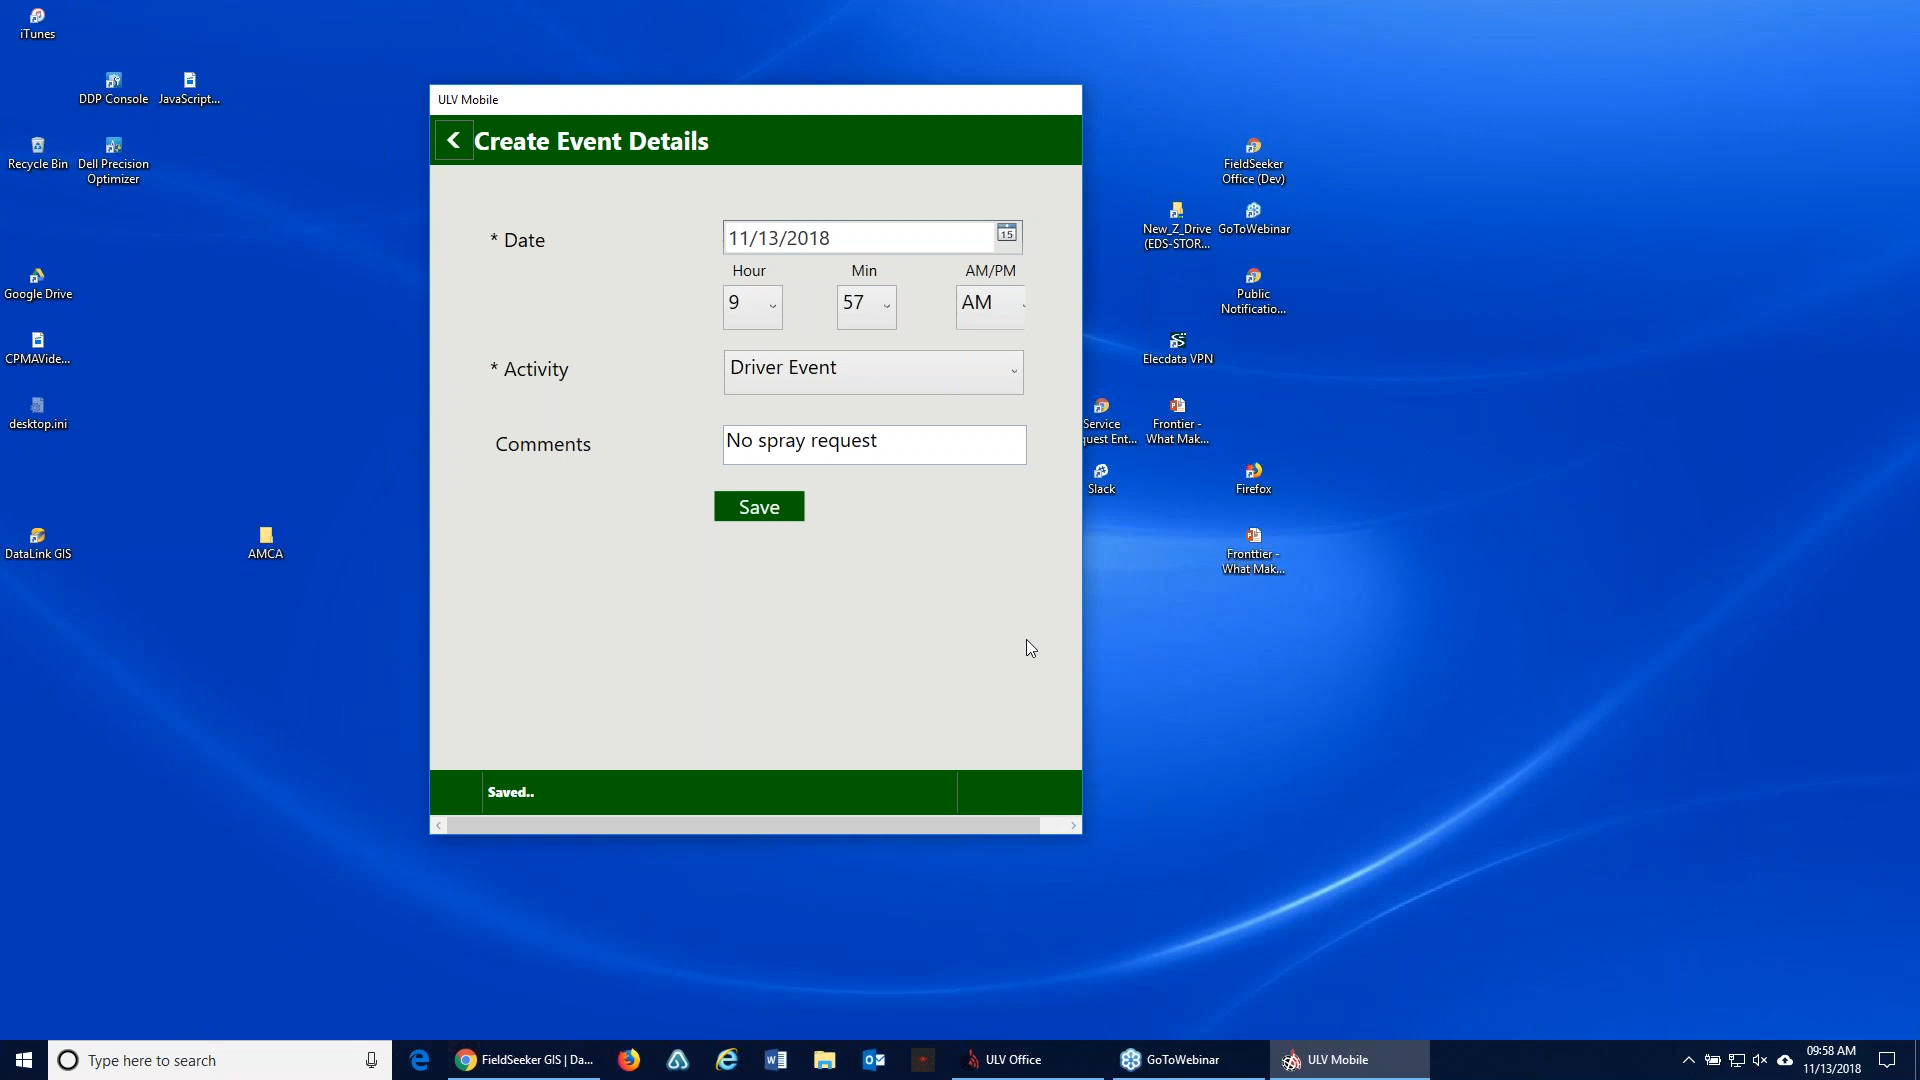 iTunes
DDP Console
JavaScript...
Recycle Bin
Dell Precision
Optimizer
Google Drive
CPMAVide...
desktop.ini
DataLink GIS
AMCA
ULV Mobile
Create Event Details
* Date
11/13/2018
15
Hour
Min
AM/PM
9
57
AM
* Activity
Driver Event
Comments
No spray request
Save
Saved..
FieldSeeker
Office (Dev)
New_Z_Drive
(EDS-STOR...
GoToWebinar
Public
Notificatio...
Elecdata VPN
Service
quest Ent...
Frontier -
What Mak...
Slack
Firefox
Fronttier -
What Mak...
Type here to search
FieldSeeker GIS | Da...
ULV Office
GoToWebinar
ULV Mobile
09:58 AM
11/13/2018